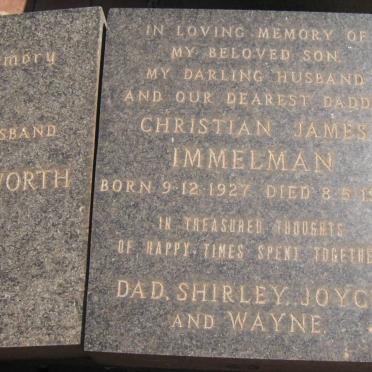 mory
SBAND
WORTH
IN LOVING MEMORY OF
MY BELOVED SON.
MY DARLING HUSBAND
AND OUR DEAREST DADD
CHRISTIAN JAMES
IMMELMAN
BORN 9·12·1927. DIED 8·5·19
IN TREASURED THOUGHTS
OF HAPPY TIMES SPENT TOGETHE
DAD, SHIRLEY, JOYC
AND WAYNE.